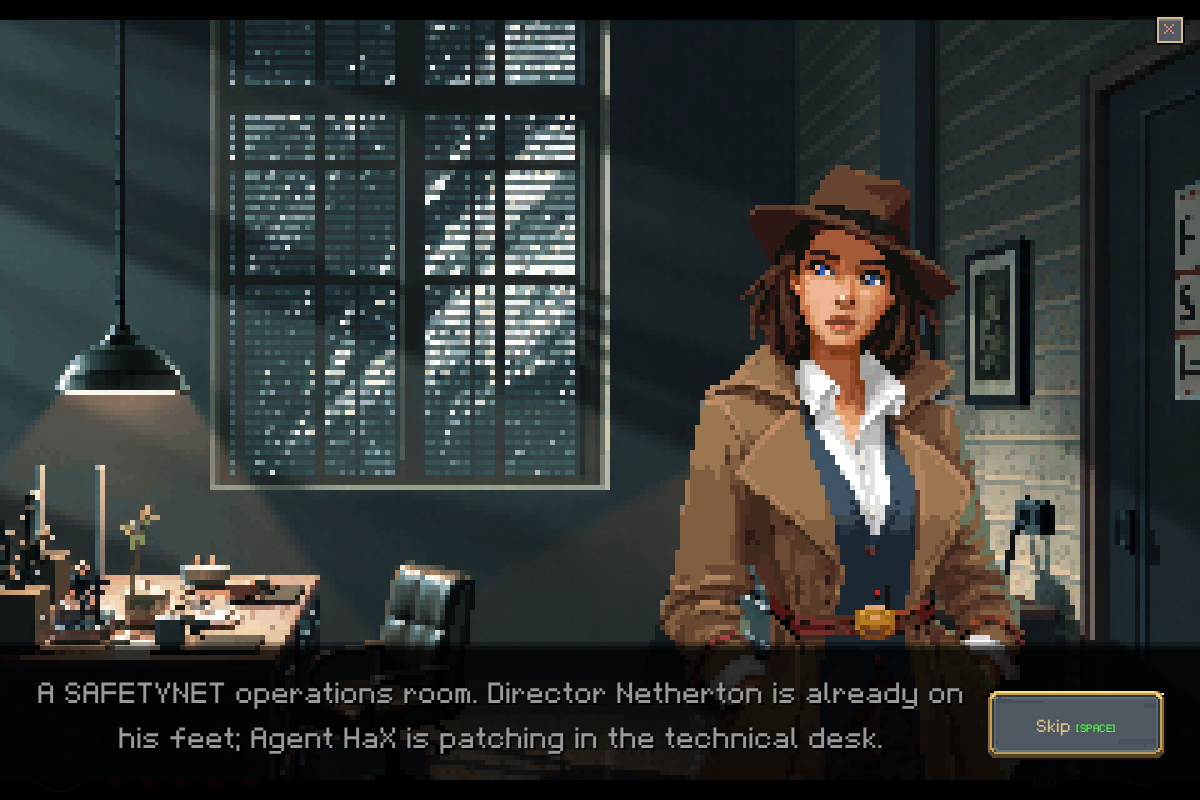 A SAFETYNET operations room. Director Netherton is already on
his feet; Agent HaX is patching in the technical desk.
Skip [SPACE]